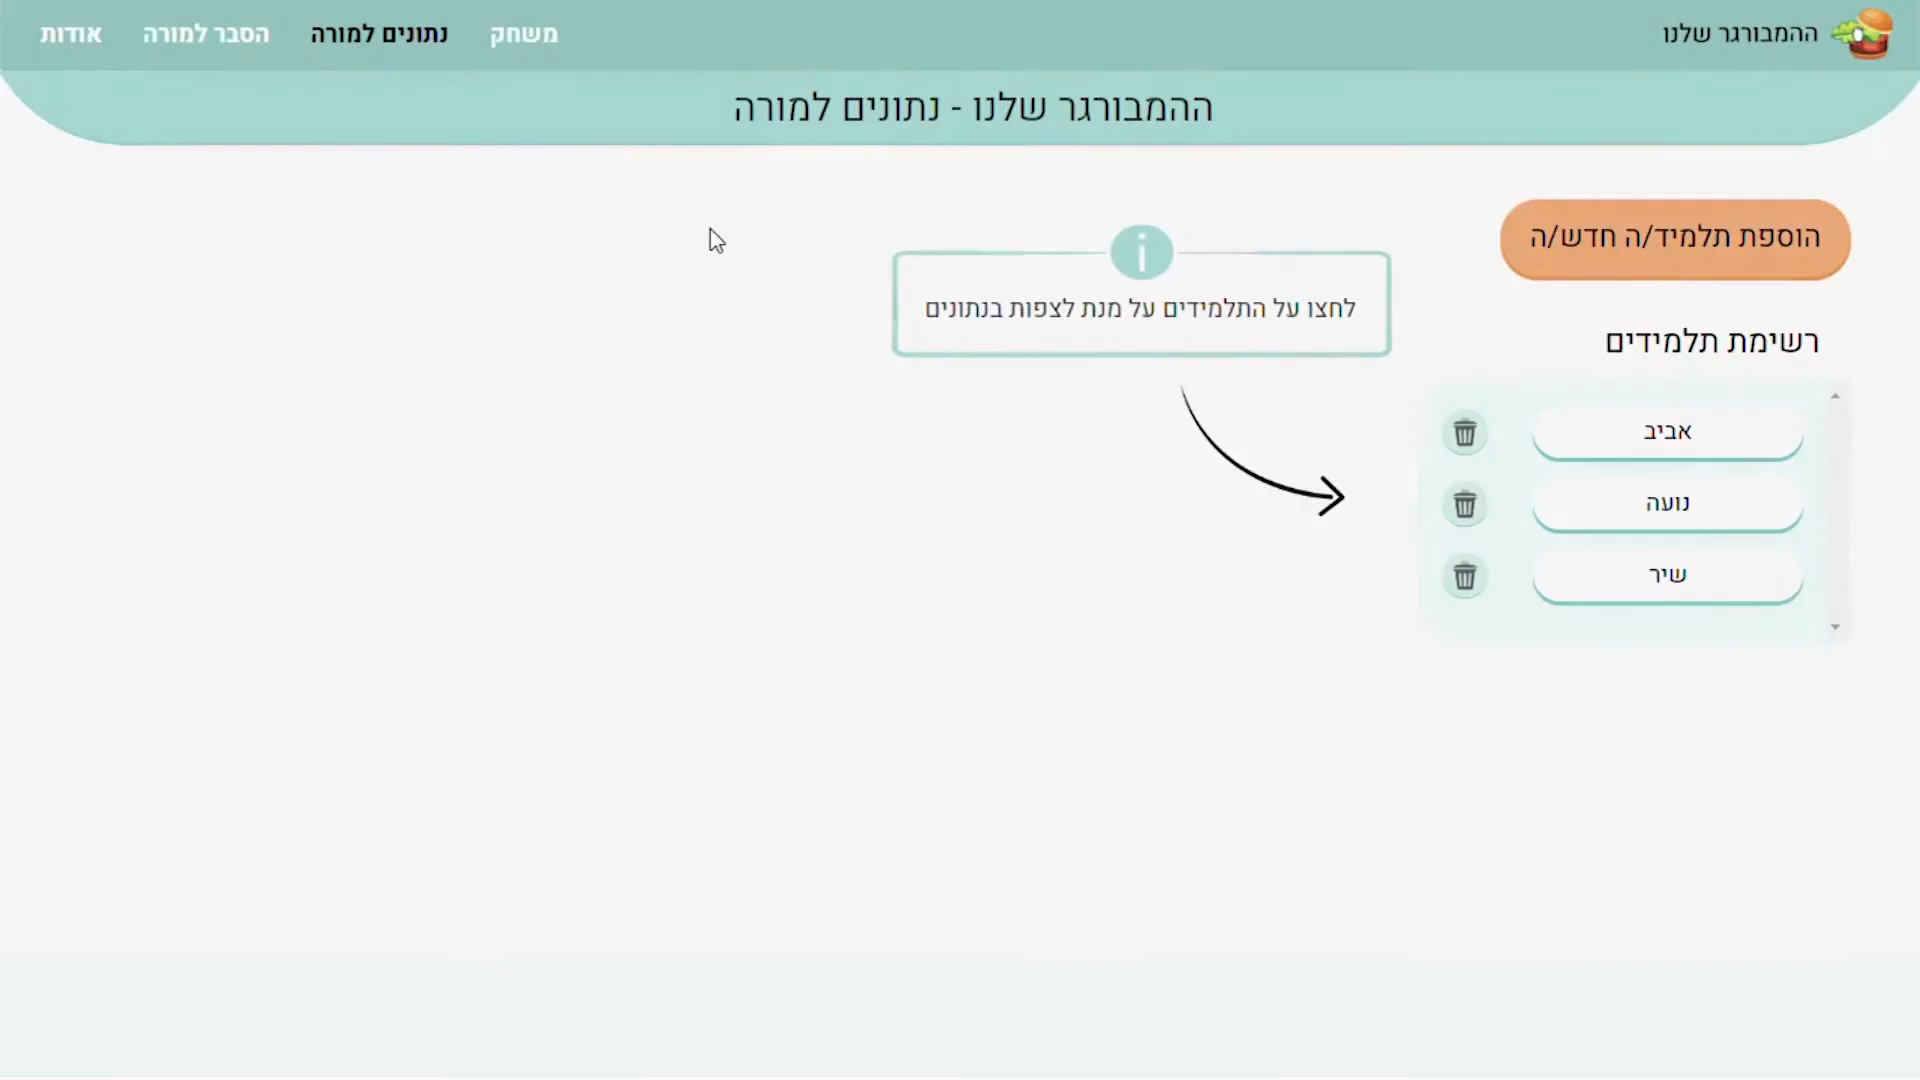 ההמבורגר שלנו
משחק
נתונים למורה
הסבר למורה
אודות
ההמבורגר שלנו - נתונים למורה
הוספת תלמיד/ה חדש/ה
i
לחצו על התלמידים על מנת לצפות בנתונים
רשימת תלמידים
אביב
נועה
שיר